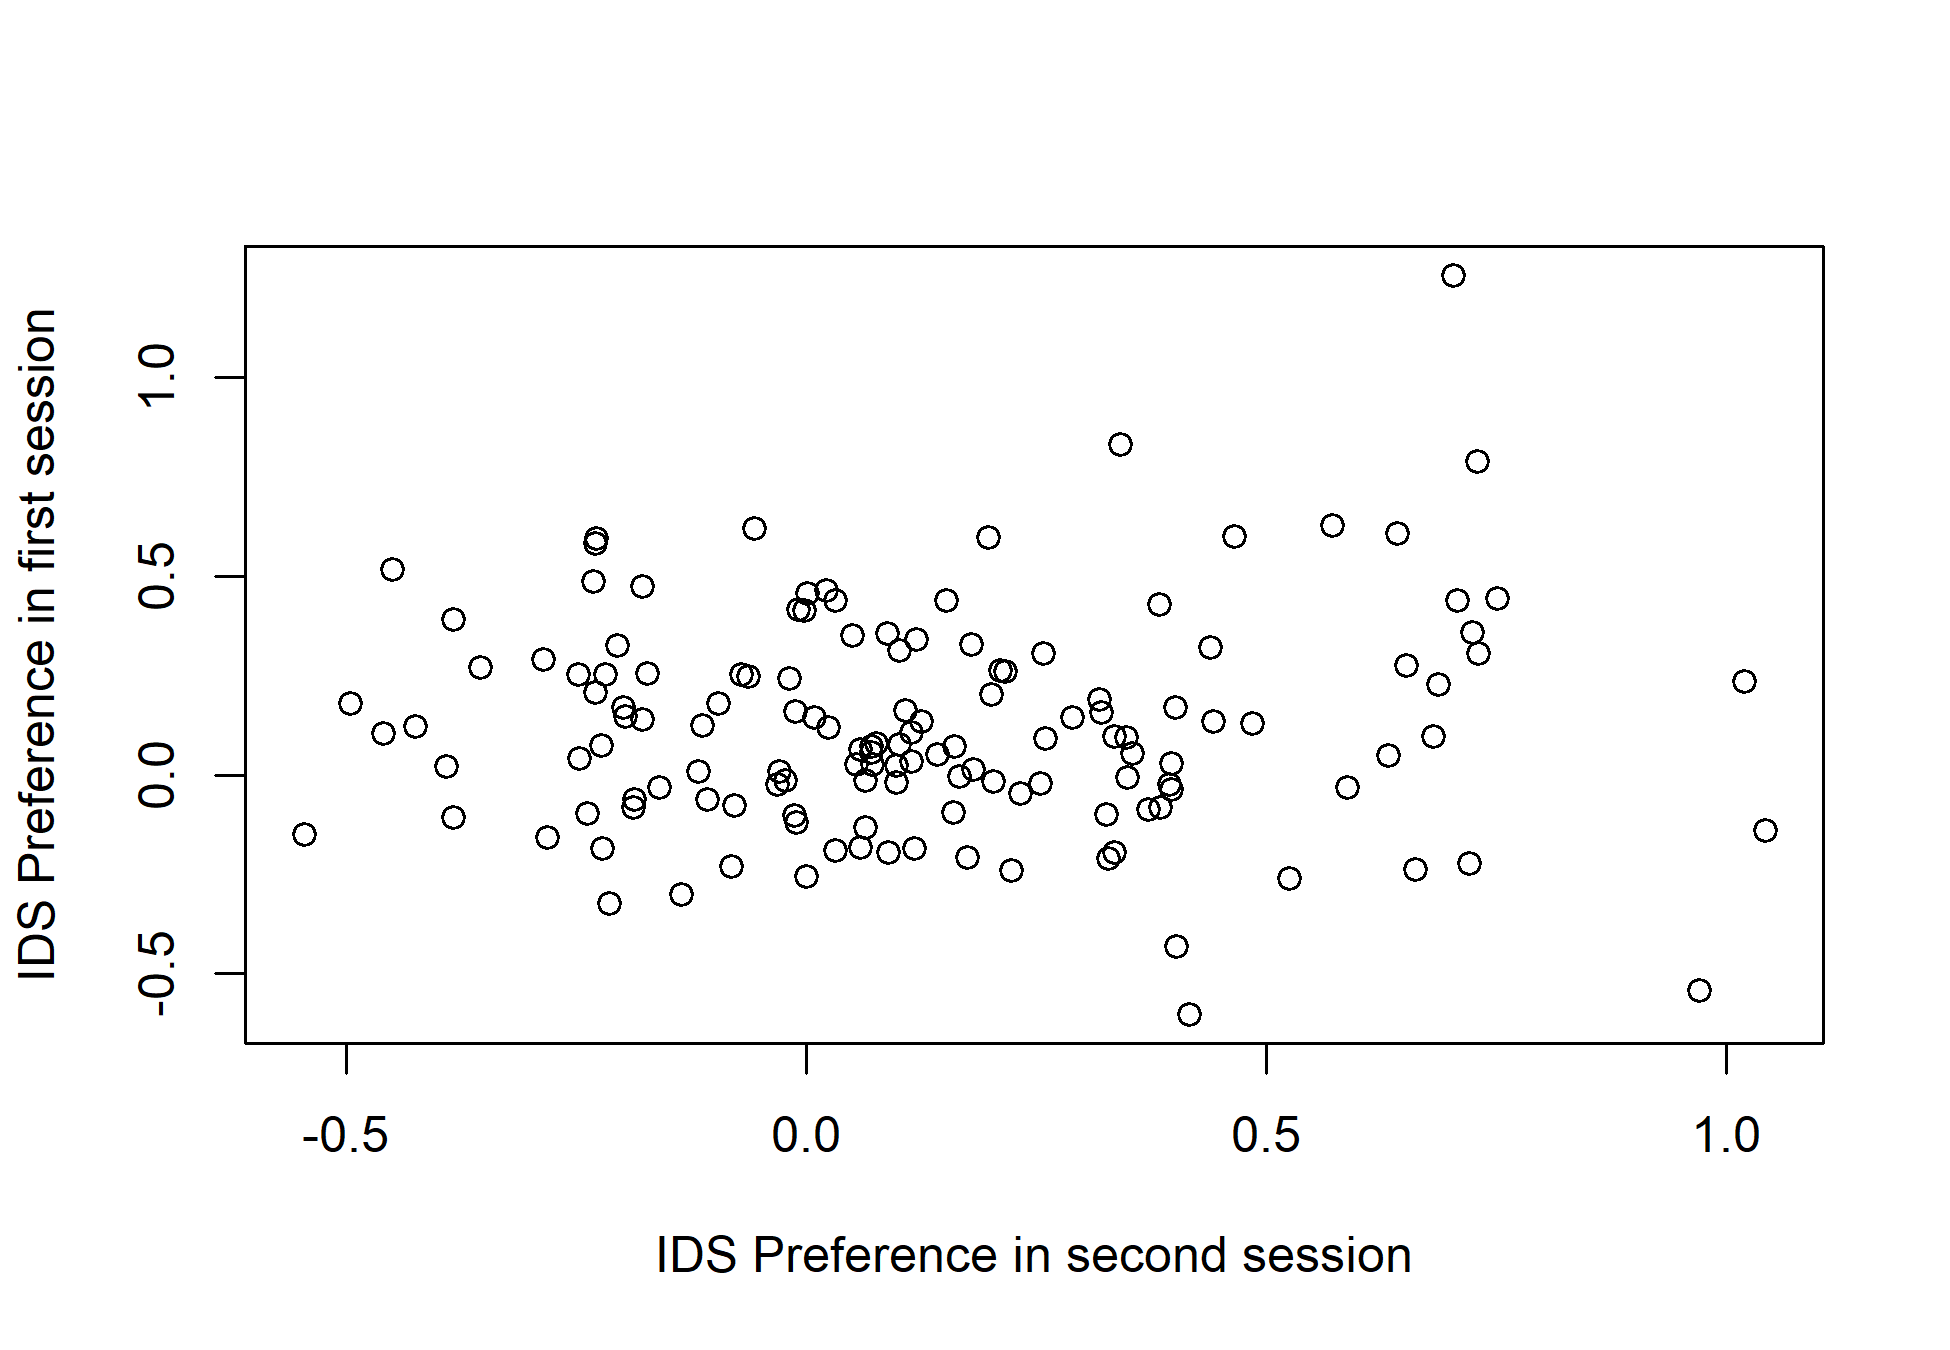 IDS Preference in first session
1.0
0.5
0.0
-0.5
-0.5 0.0 0.5 1.0
IDS Preference in second session